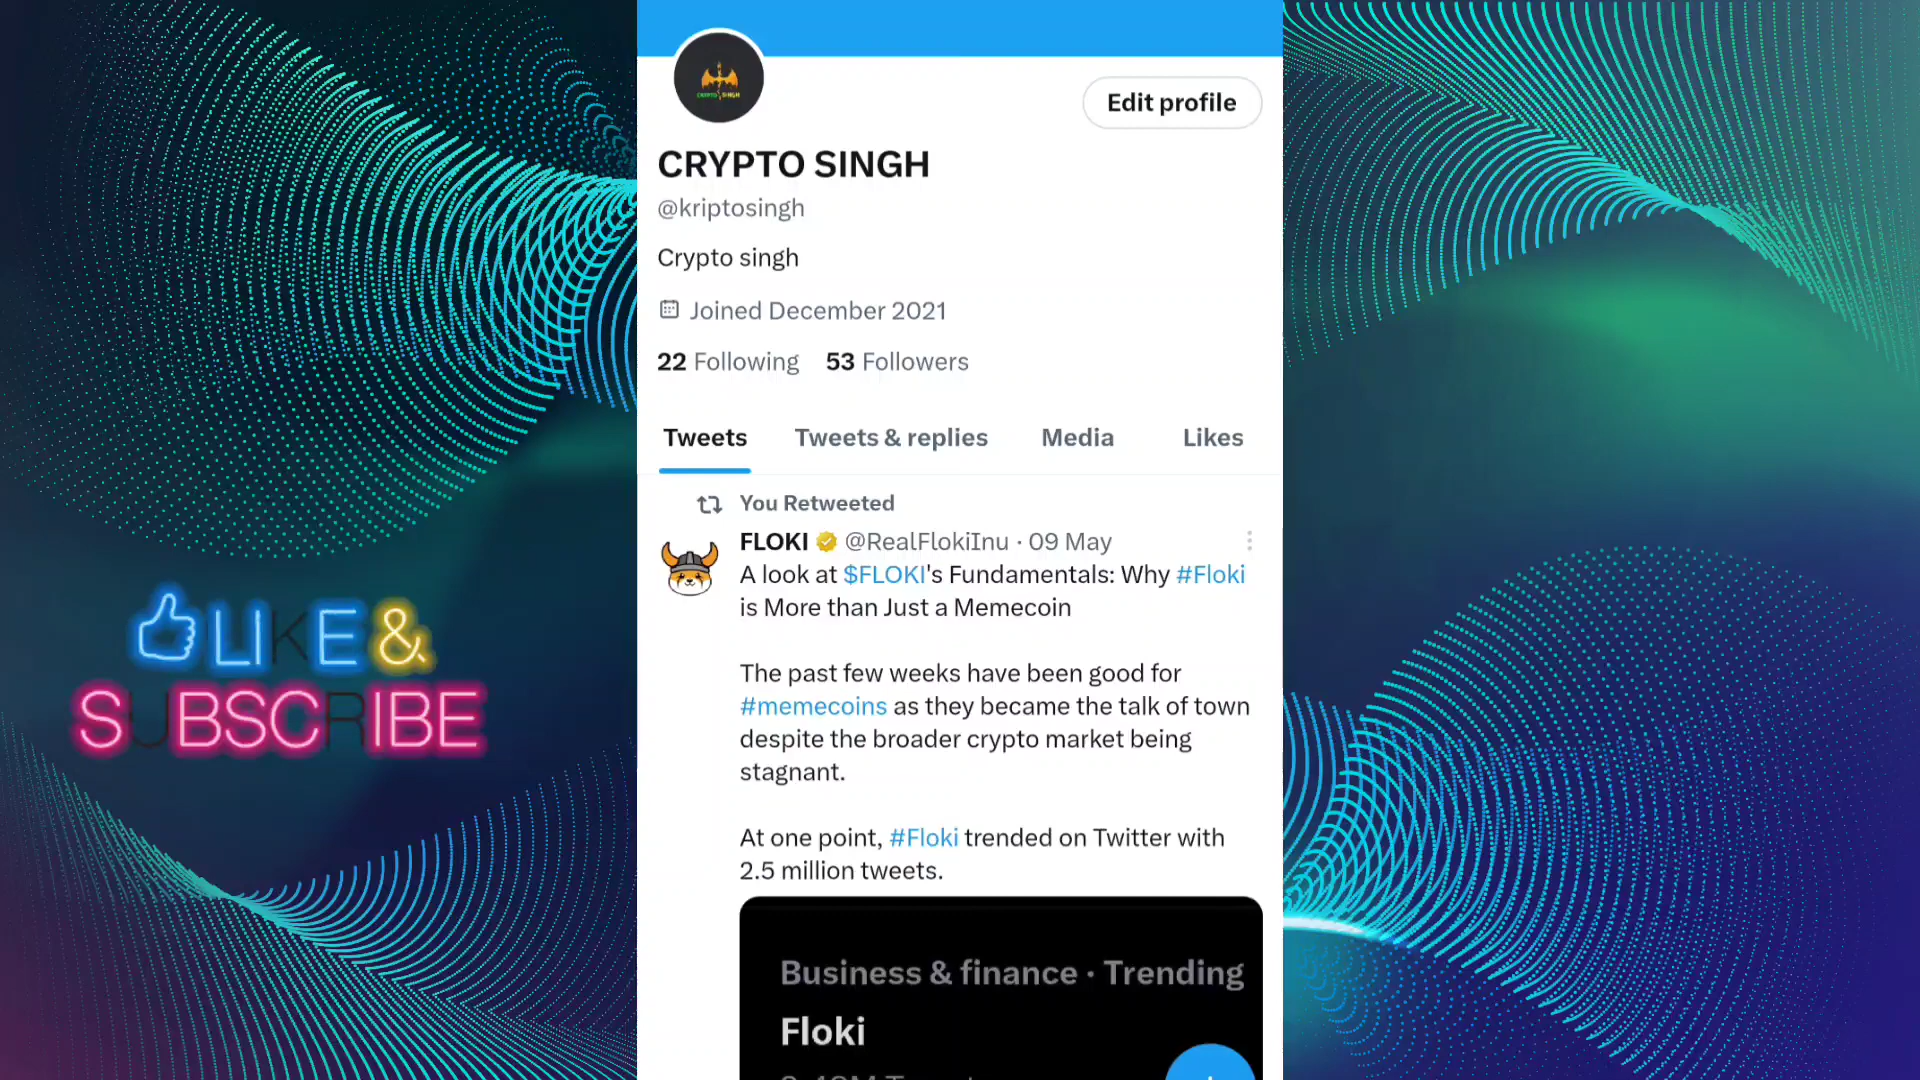 CRYPTO SINGH
Edit profile
CRYPTO SINGH
@kriptosingh
Crypto singh
Joined December 2021
22 Following 53 Followers
Tweets Tweets & replies Media Likes
You Retweeted
FLOKI @RealFlokiInu · 09 May
A look at $FLOKI's Fundamentals: Why #Floki
is More than Just a Memecoin
The past few weeks have been good for
#memecoins as they became the talk of town
despite the broader crypto market being
stagnant.
At one point, #Floki trended on Twitter with
2.5 million tweets.
Business & finance · Trending
Floki
LIKE &
SUBSCRIBE